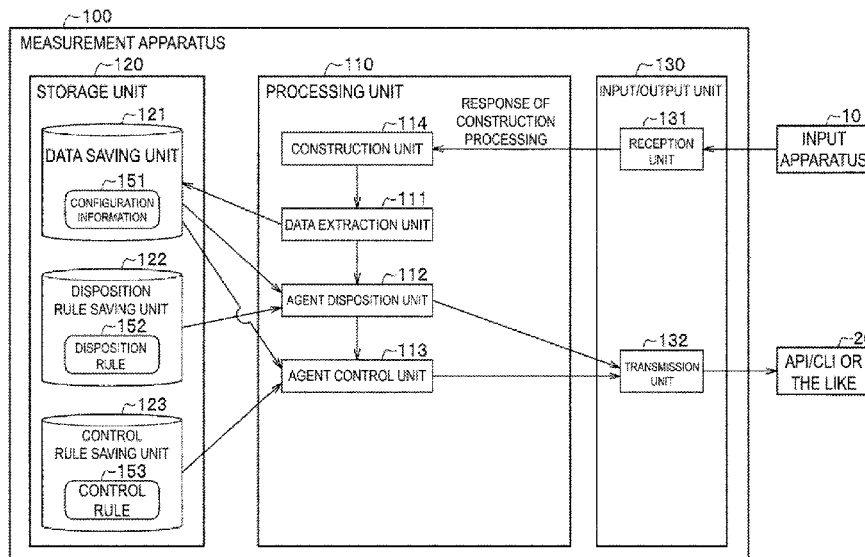 100
MEASUREMENT APPARATUS
120
STORAGE UNIT
121
DATA SAVING UNIT
151
CONFIGURATION
INFORMATION
122
DISPOSITION
RULE SAVING UNIT
152
DISPOSITION
RULE
123
CONTROL
RULE SAVING UNIT
153
CONTROL
RULE
110
PROCESSING UNIT
114
CONSTRUCTION UNIT
111
DATA EXTRACTION UNIT
112
AGENT DISPOSITION UNIT
113
AGENT CONTROL UNIT
RESPONSE OF
CONSTRUCTION
PROCESSING
130
INPUT/OUTPUT UNIT
131
RECEPTION
UNIT
132
TRANSMISSION
UNIT
10
INPUT
APPARATUS
API/CLI OR
THE LIKE